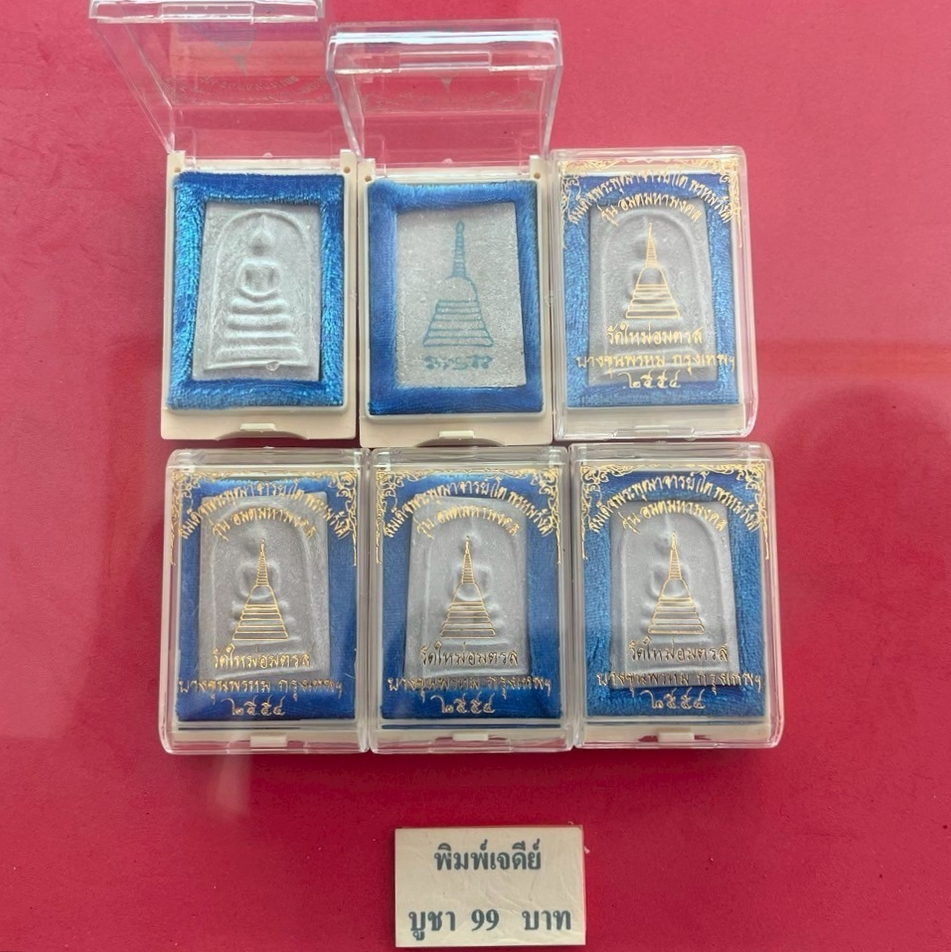 สมเด็จพระพุฒาจารย์(โต พรหมรังสี)
รุ่น อมตมหามงคล
วัดใหม่อมตรส
บางขุนพรหม กรุงเทพฯ
๒๕๕๔
สมเด็จพระพุฒาจารย์(โต พรหมรังสี)
รุ่น อมตมหามงคล
วัดใหม่อมตรส
บางขุนพรหม กรุงเทพฯ
๒๕๕๔
สมเด็จพระพุฒาจารย์(โต พรหมรังสี)
รุ่น อมตมหามงคล
วัดใหม่อมตรส
บางขุนพรหม กรุงเทพฯ
๒๕๕๔
สมเด็จพระพุฒาจารย์(โต พรหมรังสี)
รุ่น อมตมหามงคล
วัดใหม่อมตรส
บางขุนพรหม กรุงเทพฯ
๒๕๕๔
พิมพ์เจดีย์
บูชา 99 บาท